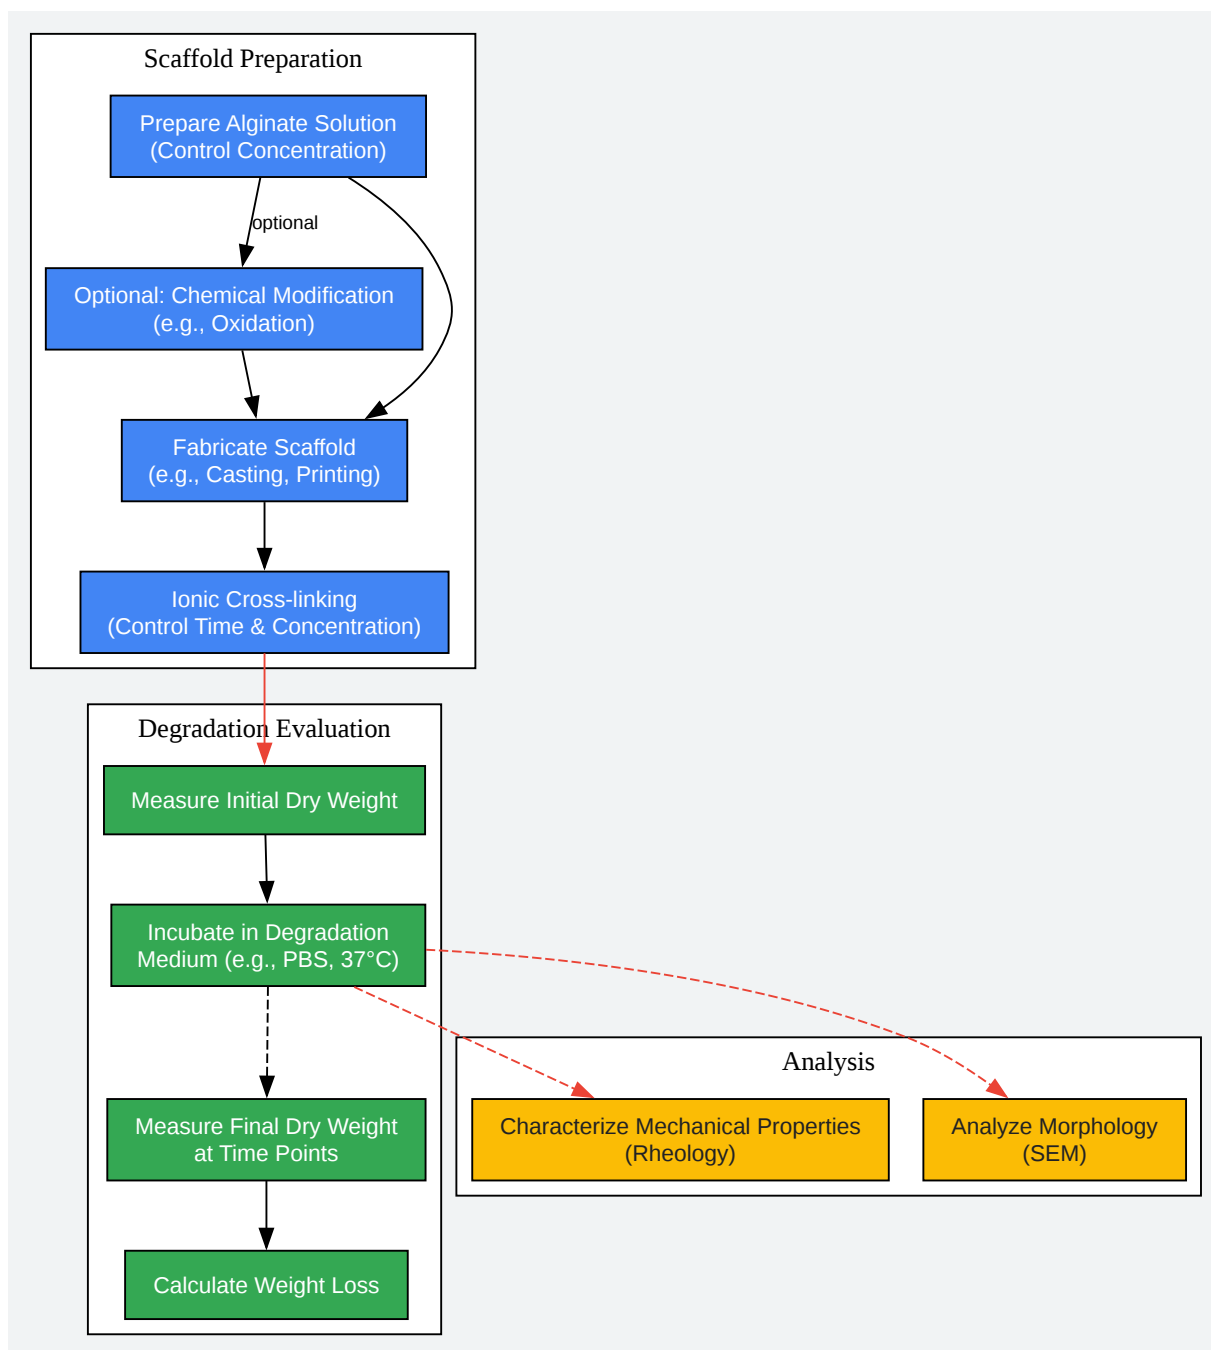 Scaffold Preparation
Prepare Alginate Solution
(Control Concentration)
optional
Optional: Chemical Modification
(e.g., Oxidation)
Fabricate Scaffold
(e.g., Casting, Printing)
Ionic Cross-linking
(Control Time & Concentration)
Degradation Evaluation
Measure Initial Dry Weight
Incubate in Degradation
Medium (e.g., PBS, 37°C)
Measure Final Dry Weight
at Time Points
Calculate Weight Loss
Analysis
Characterize Mechanical Properties
(Rheology)
Analyze Morphology
(SEM)